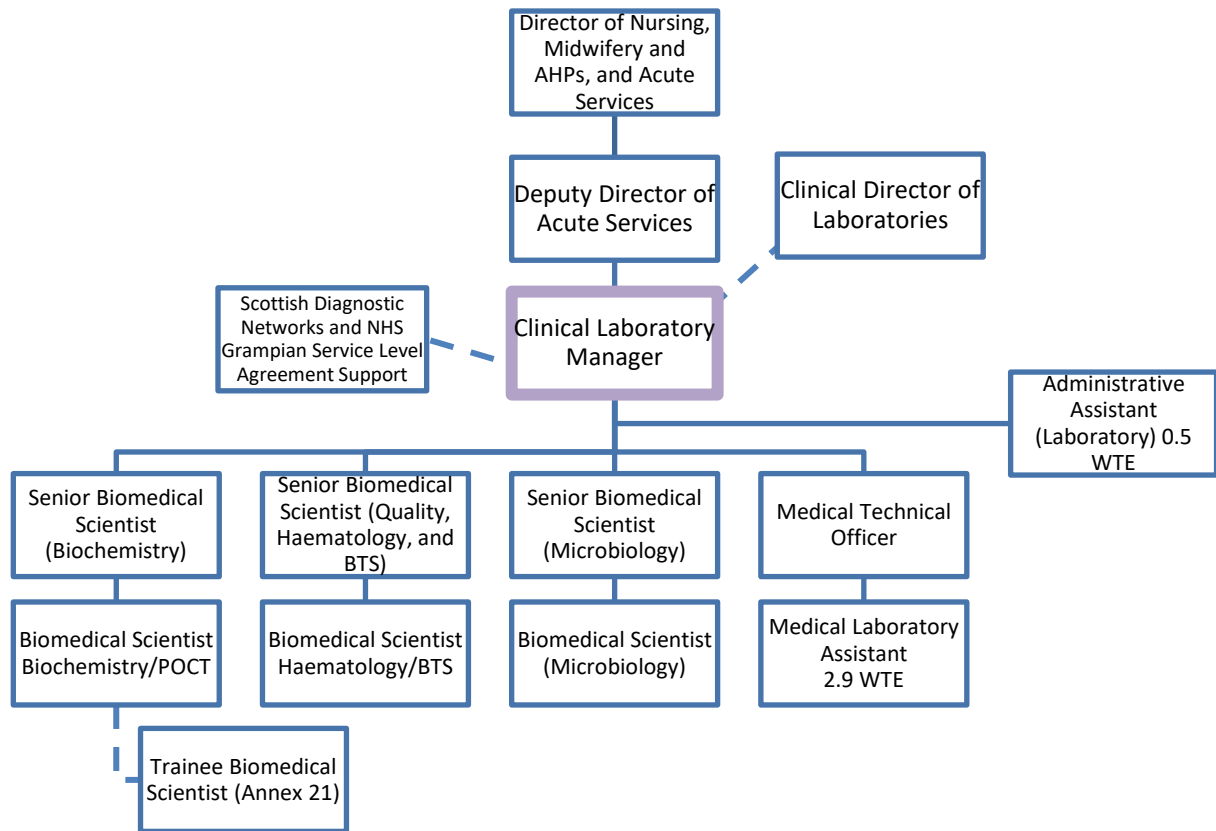 Director of Nursing,
Midwifery and
AHPs, and Acute
Services
Deputy Director of
Acute Services
Clinical Director of
Laboratories
Scottish Diagnostic
Networks and NHS
Grampian Service Level
Agreement Support
Clinical Laboratory
Manager
Administrative
Assistant
(Laboratory) 0.5
WTE
Senior Biomedical
Scientist
(Biochemistry)
Senior Biomedical
Scientist (Quality,
Haematology, and
BTS)
Senior Biomedical
Scientist
(Microbiology)
Medical Technical
Officer
Biomedical Scientist
Biochemistry/POCT
Biomedical Scientist
Haematology/BTS
Biomedical Scientist
(Microbiology)
Medical Laboratory
Assistant
2.9 WTE
Trainee Biomedical
Scientist (Annex 21)